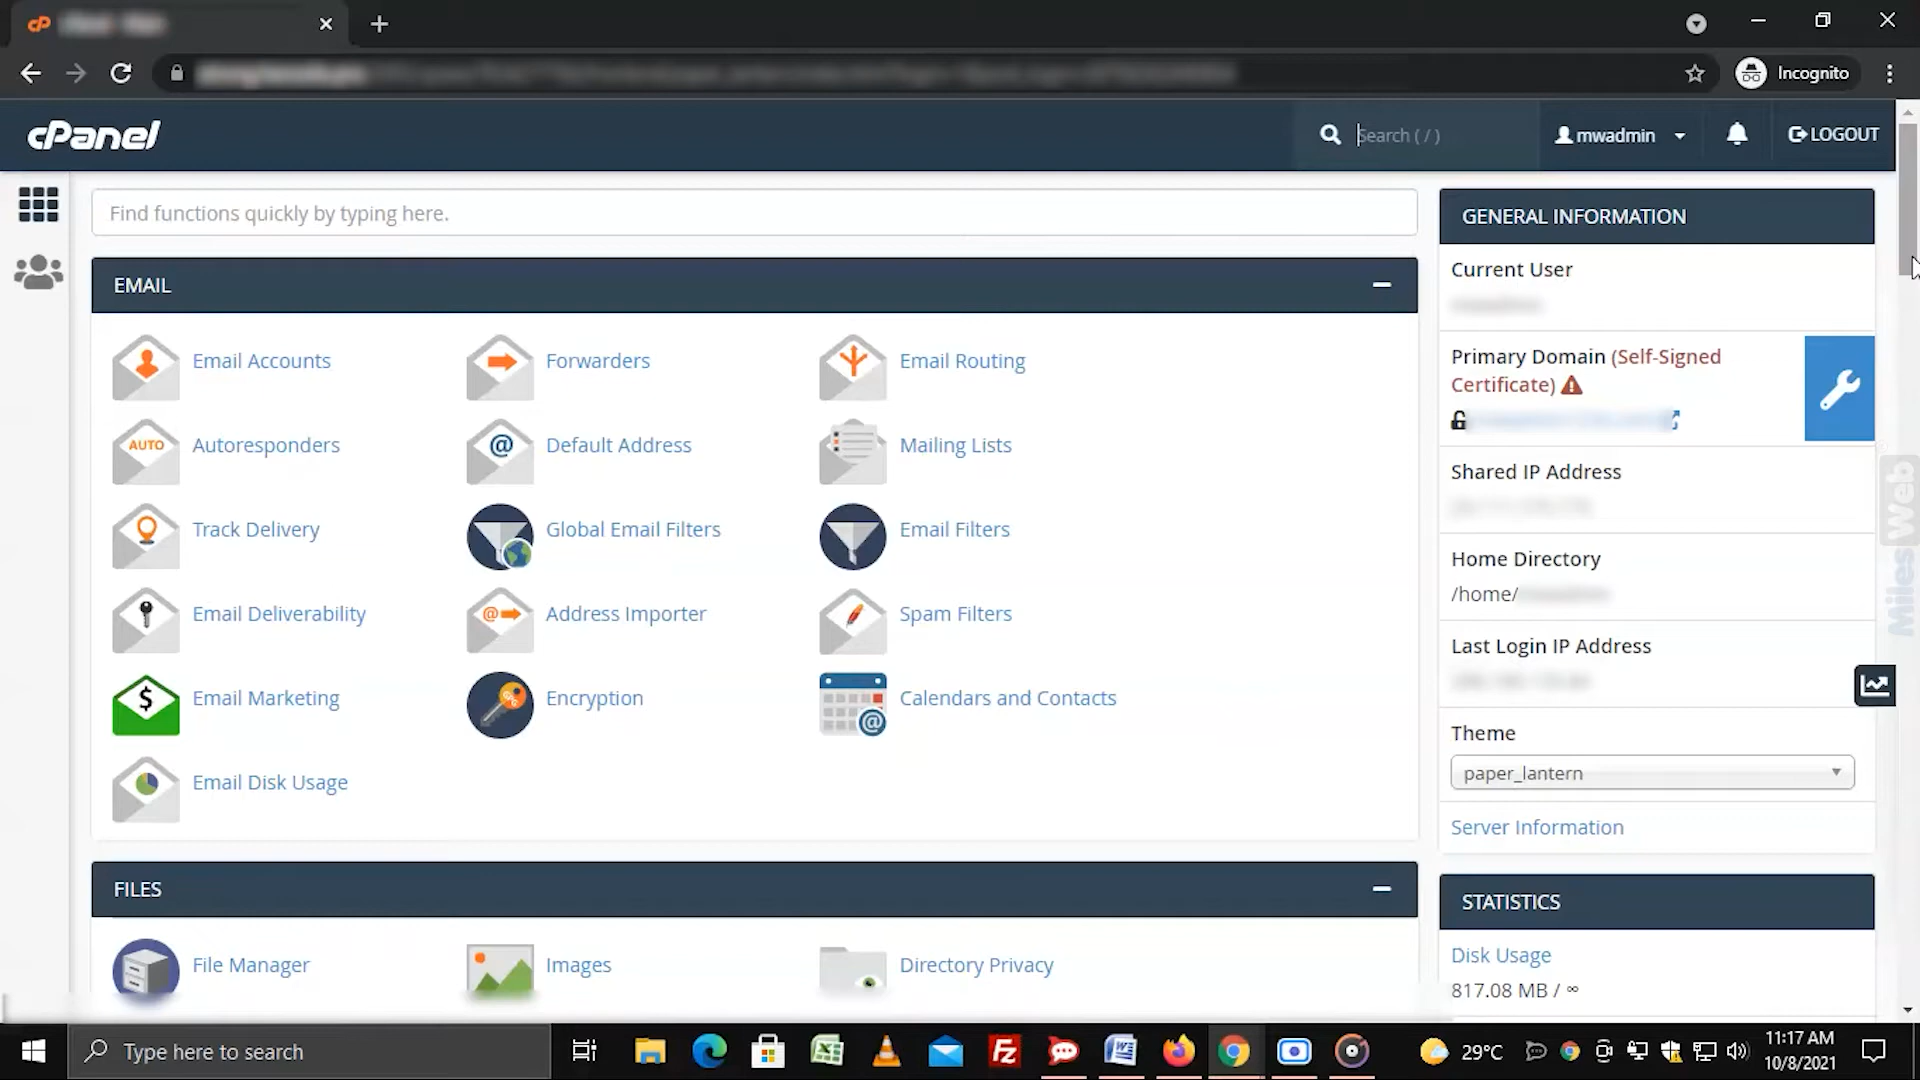 Incognito
cPanel
Search ( / )
mwadmin
LOGOUT
Find functions quickly by typing here.
GENERAL INFORMATION
EMAIL
Current User
Email Accounts
Forwarders
Email Routing
Primary Domain (Self-Signed
Certificate)
Autoresponders
Default Address
Mailing Lists
AUTO
Shared IP Address
Track Delivery
Global Email Filters
Email Filters
Home Directory
/home/
Email Deliverability
Address Importer
Spam Filters
Last Login IP Address
Email Marketing
Encryption
Calendars and Contacts
Theme
paper_lantern
Email Disk Usage
Server Information
FILES
STATISTICS
File Manager
Images
Directory Privacy
Disk Usage
817.08 MB / ∞
MilesWeb
Type here to search
29°C
11:17 AM
10/8/2021